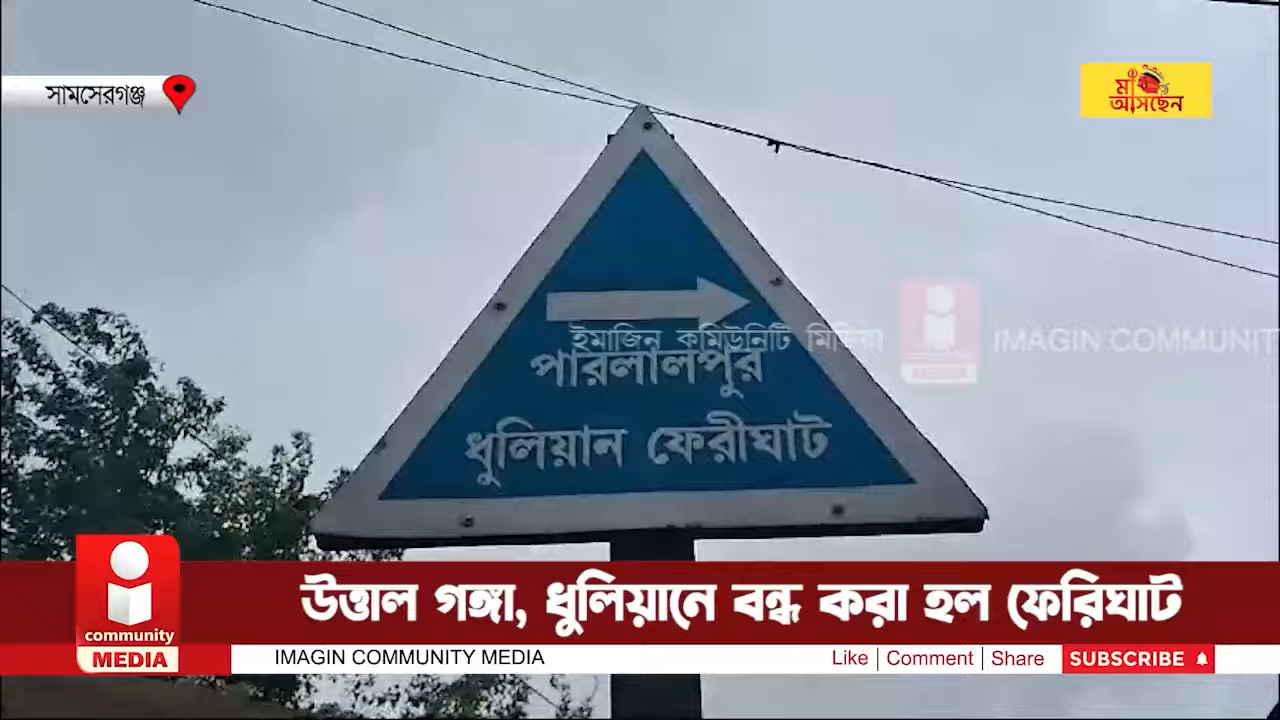 সামসেরগঞ্জ
মা
আসছেন
ইমাজিন কমিউনিটি মিডিয়া
IMAGIN COMMUNIT
MEDIA
পারলালপুর
ধুলিয়ান ফেরীঘাট
উত্তাল গঙ্গা, ধুলিয়ানে বন্ধ করা হল ফেরিঘাট
community
MEDIA
IMAGIN COMMUNITY MEDIA
Like | Comment | Share
SUBSCRIBE